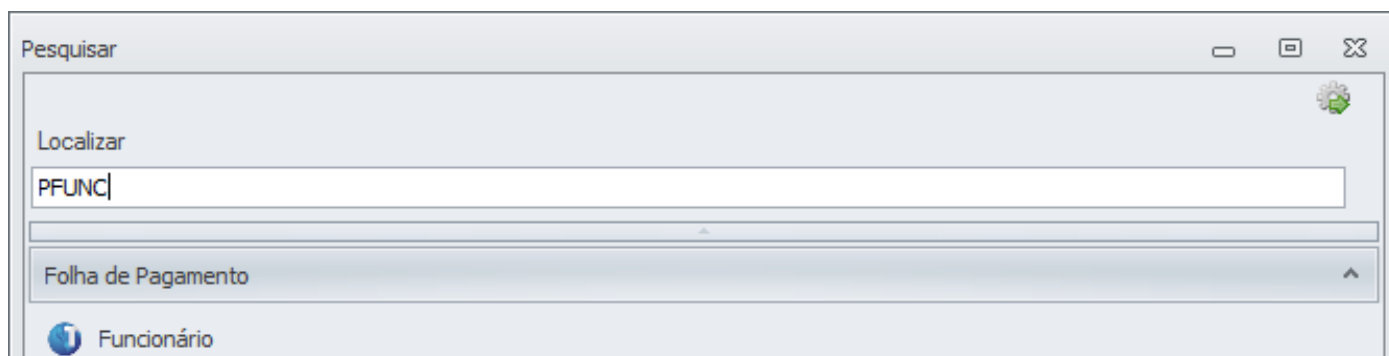 Pesquisar
Localizar
PFUNC
Folha de Pagamento
Funcionário